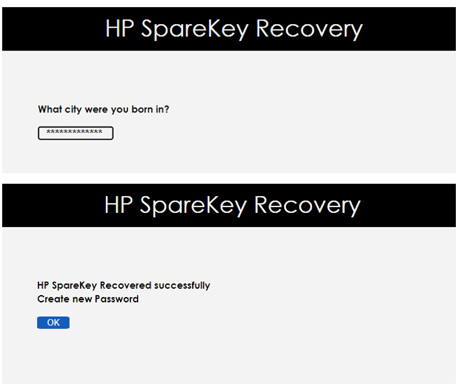 HP SpareKey Recovery
What city were you born in?
*************
HP SpareKey Recovery
HP SpareKey Recovered successfully
Create new Password
OK